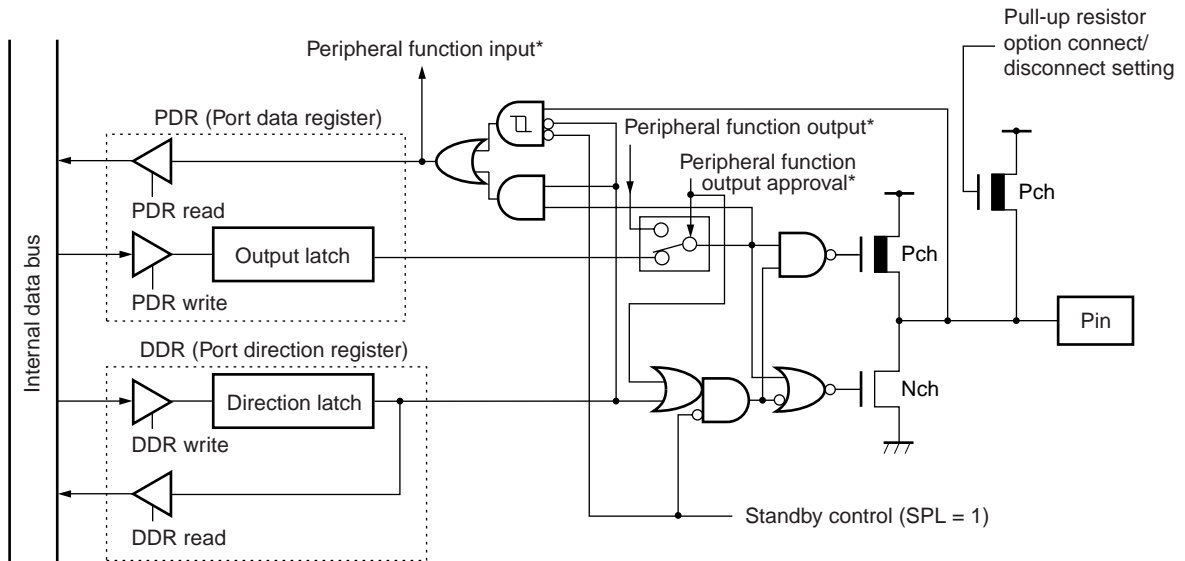 Pull-up resistor
option connect/
disconnect setting
Peripheral function input*
PDR (Port data register)
Peripheral function output*
Peripheral function
output approval*
Pch
PDR read
Output latch
Pch
PDR write
Pin
Internal data bus
DDR (Port direction register)
Direction latch
Nch
DDR write
Standby control (SPL = 1)
DDR read